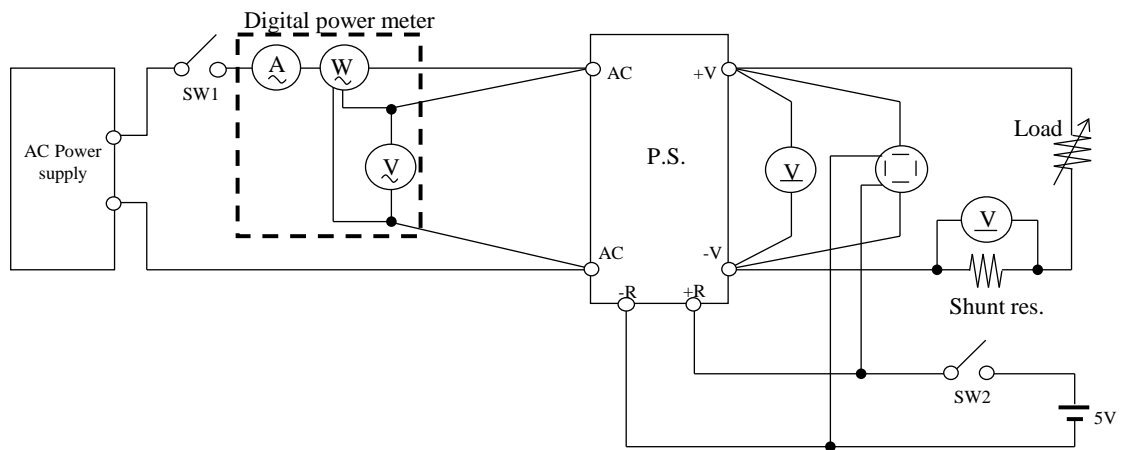 Digital power meter
A
W
AC
+V
SW1
Load
AC Power
supply
V
P.S.
V
V
AC
-V
-R
+R
Shunt res.
SW2
5V